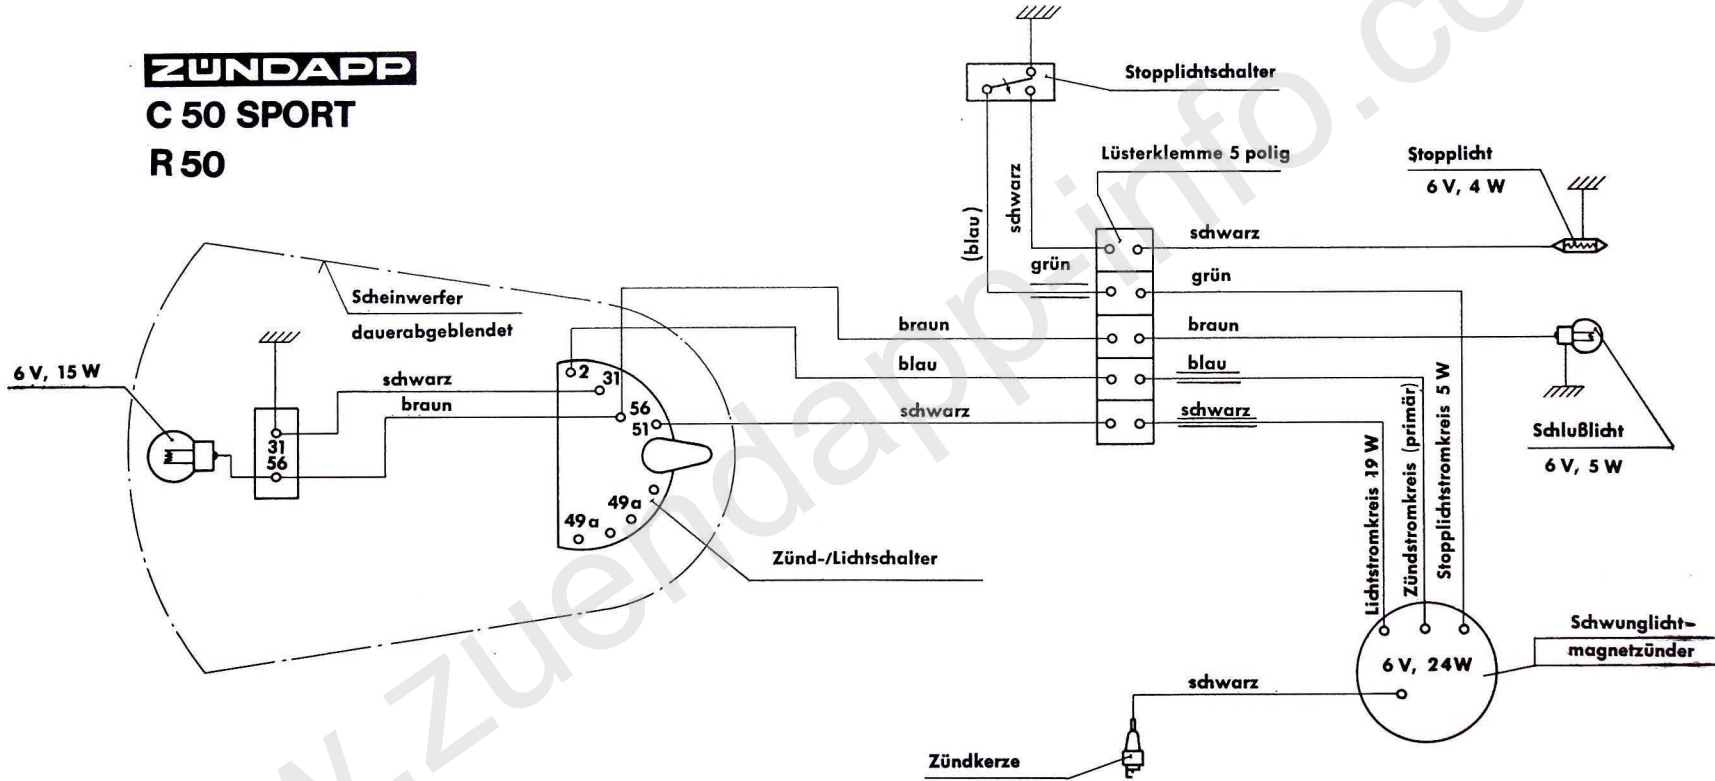 ZÜNDAPP
C 50 SPORT
R 50
Stopplichtschalter
Lüsterklemme 5 polig
Stopplicht
6 V, 4 W
(blau)
schwarz
schwarz
grün
grün
Scheinwerfer
dauerabgeblendet
braun
braun
6 V, 15 W
schwarz
braun
2
31
56
51
blau
blau
schwarz
schwarz
31
56
Schlußlicht
6 V, 5 W
49a
49a
Zünd-/Lichtschalter
Lichtstromkreis 19 W
Zündstromkreis (primär)
Stopplichtstromkreis 5 W
Schwunglicht-
magnetzünder
6 V, 24W
schwarz
Zündkerze
www.zuendapp-info.com